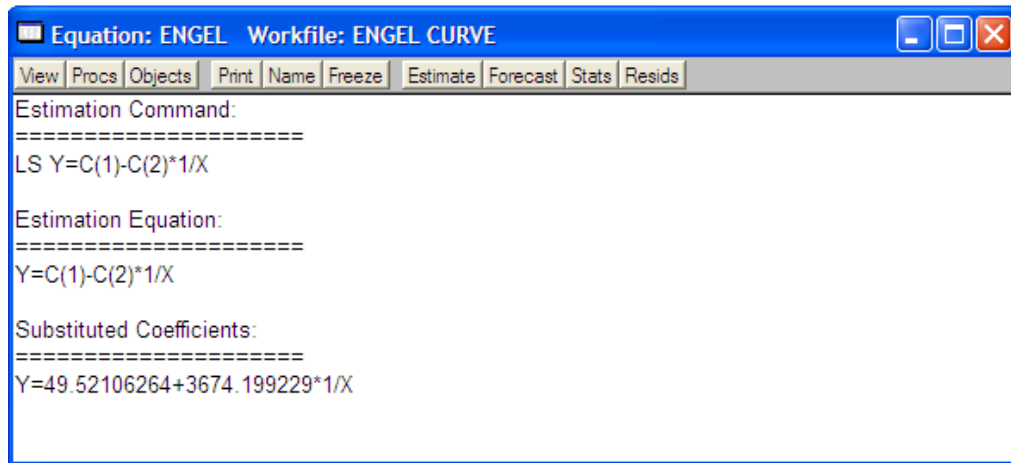 Equation: ENGEL Workfile: ENGEL CURVE
View Procs Objects Print Name Freeze Estimate Forecast Stats Resids
Estimation Command:
=====================
LS Y=C(1)-C(2)*1/X
Estimation Equation:
=====================
Y=C(1)-C(2)*1/X
Substituted Coefficients:
=====================
Y=49.52106264+3674.199229*1/X